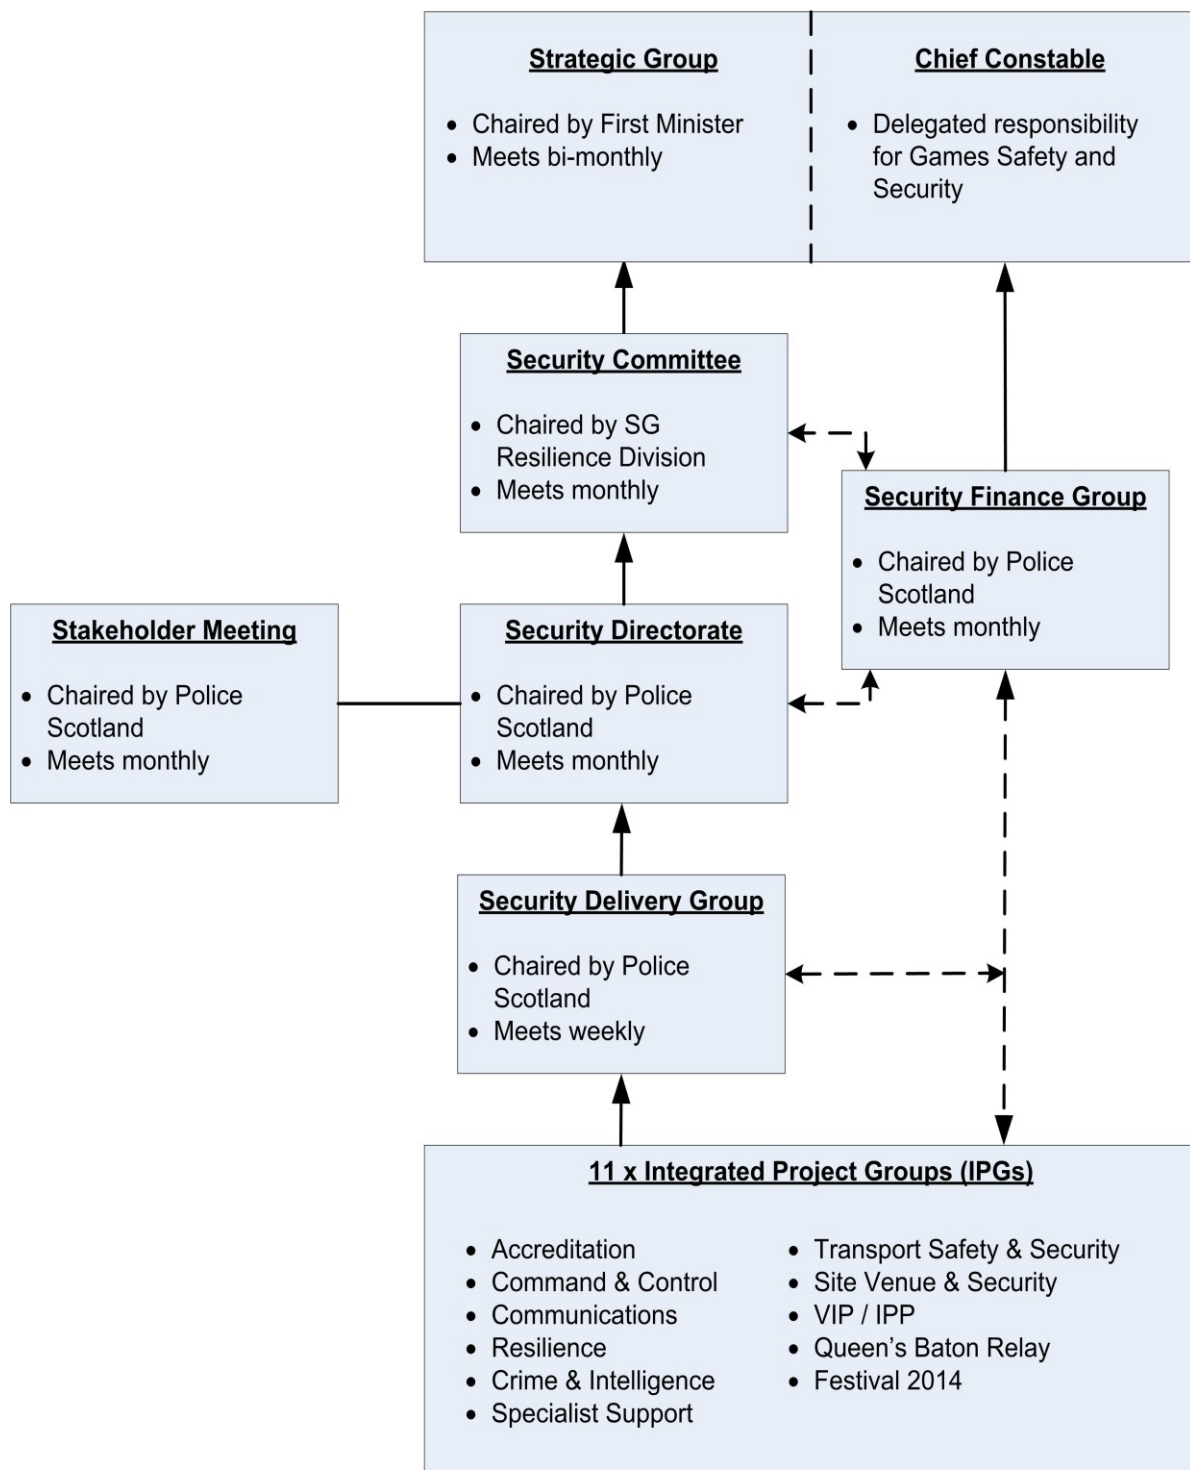 Strategic Group
• Chaired by First Minister
• Meets bi-monthly
Chief Constable
• Delegated responsibility
for Games Safety and
Security
Security Committee
• Chaired by SG
Resilience Division
• Meets monthly
Security Finance Group
• Chaired by Police
Scotland
• Meets monthly
Stakeholder Meeting
• Chaired by Police
Scotland
• Meets monthly
Security Directorate
• Chaired by Police
Scotland
• Meets monthly
Security Delivery Group
• Chaired by Police
Scotland
• Meets weekly
11 x Integrated Project Groups (IPGs)
• Accreditation
• Command & Control
• Communications
• Resilience
• Crime & Intelligence
• Specialist Support
• Transport Safety & Security
• Site Venue & Security
• VIP / IPP
• Queen’s Baton Relay
• Festival 2014